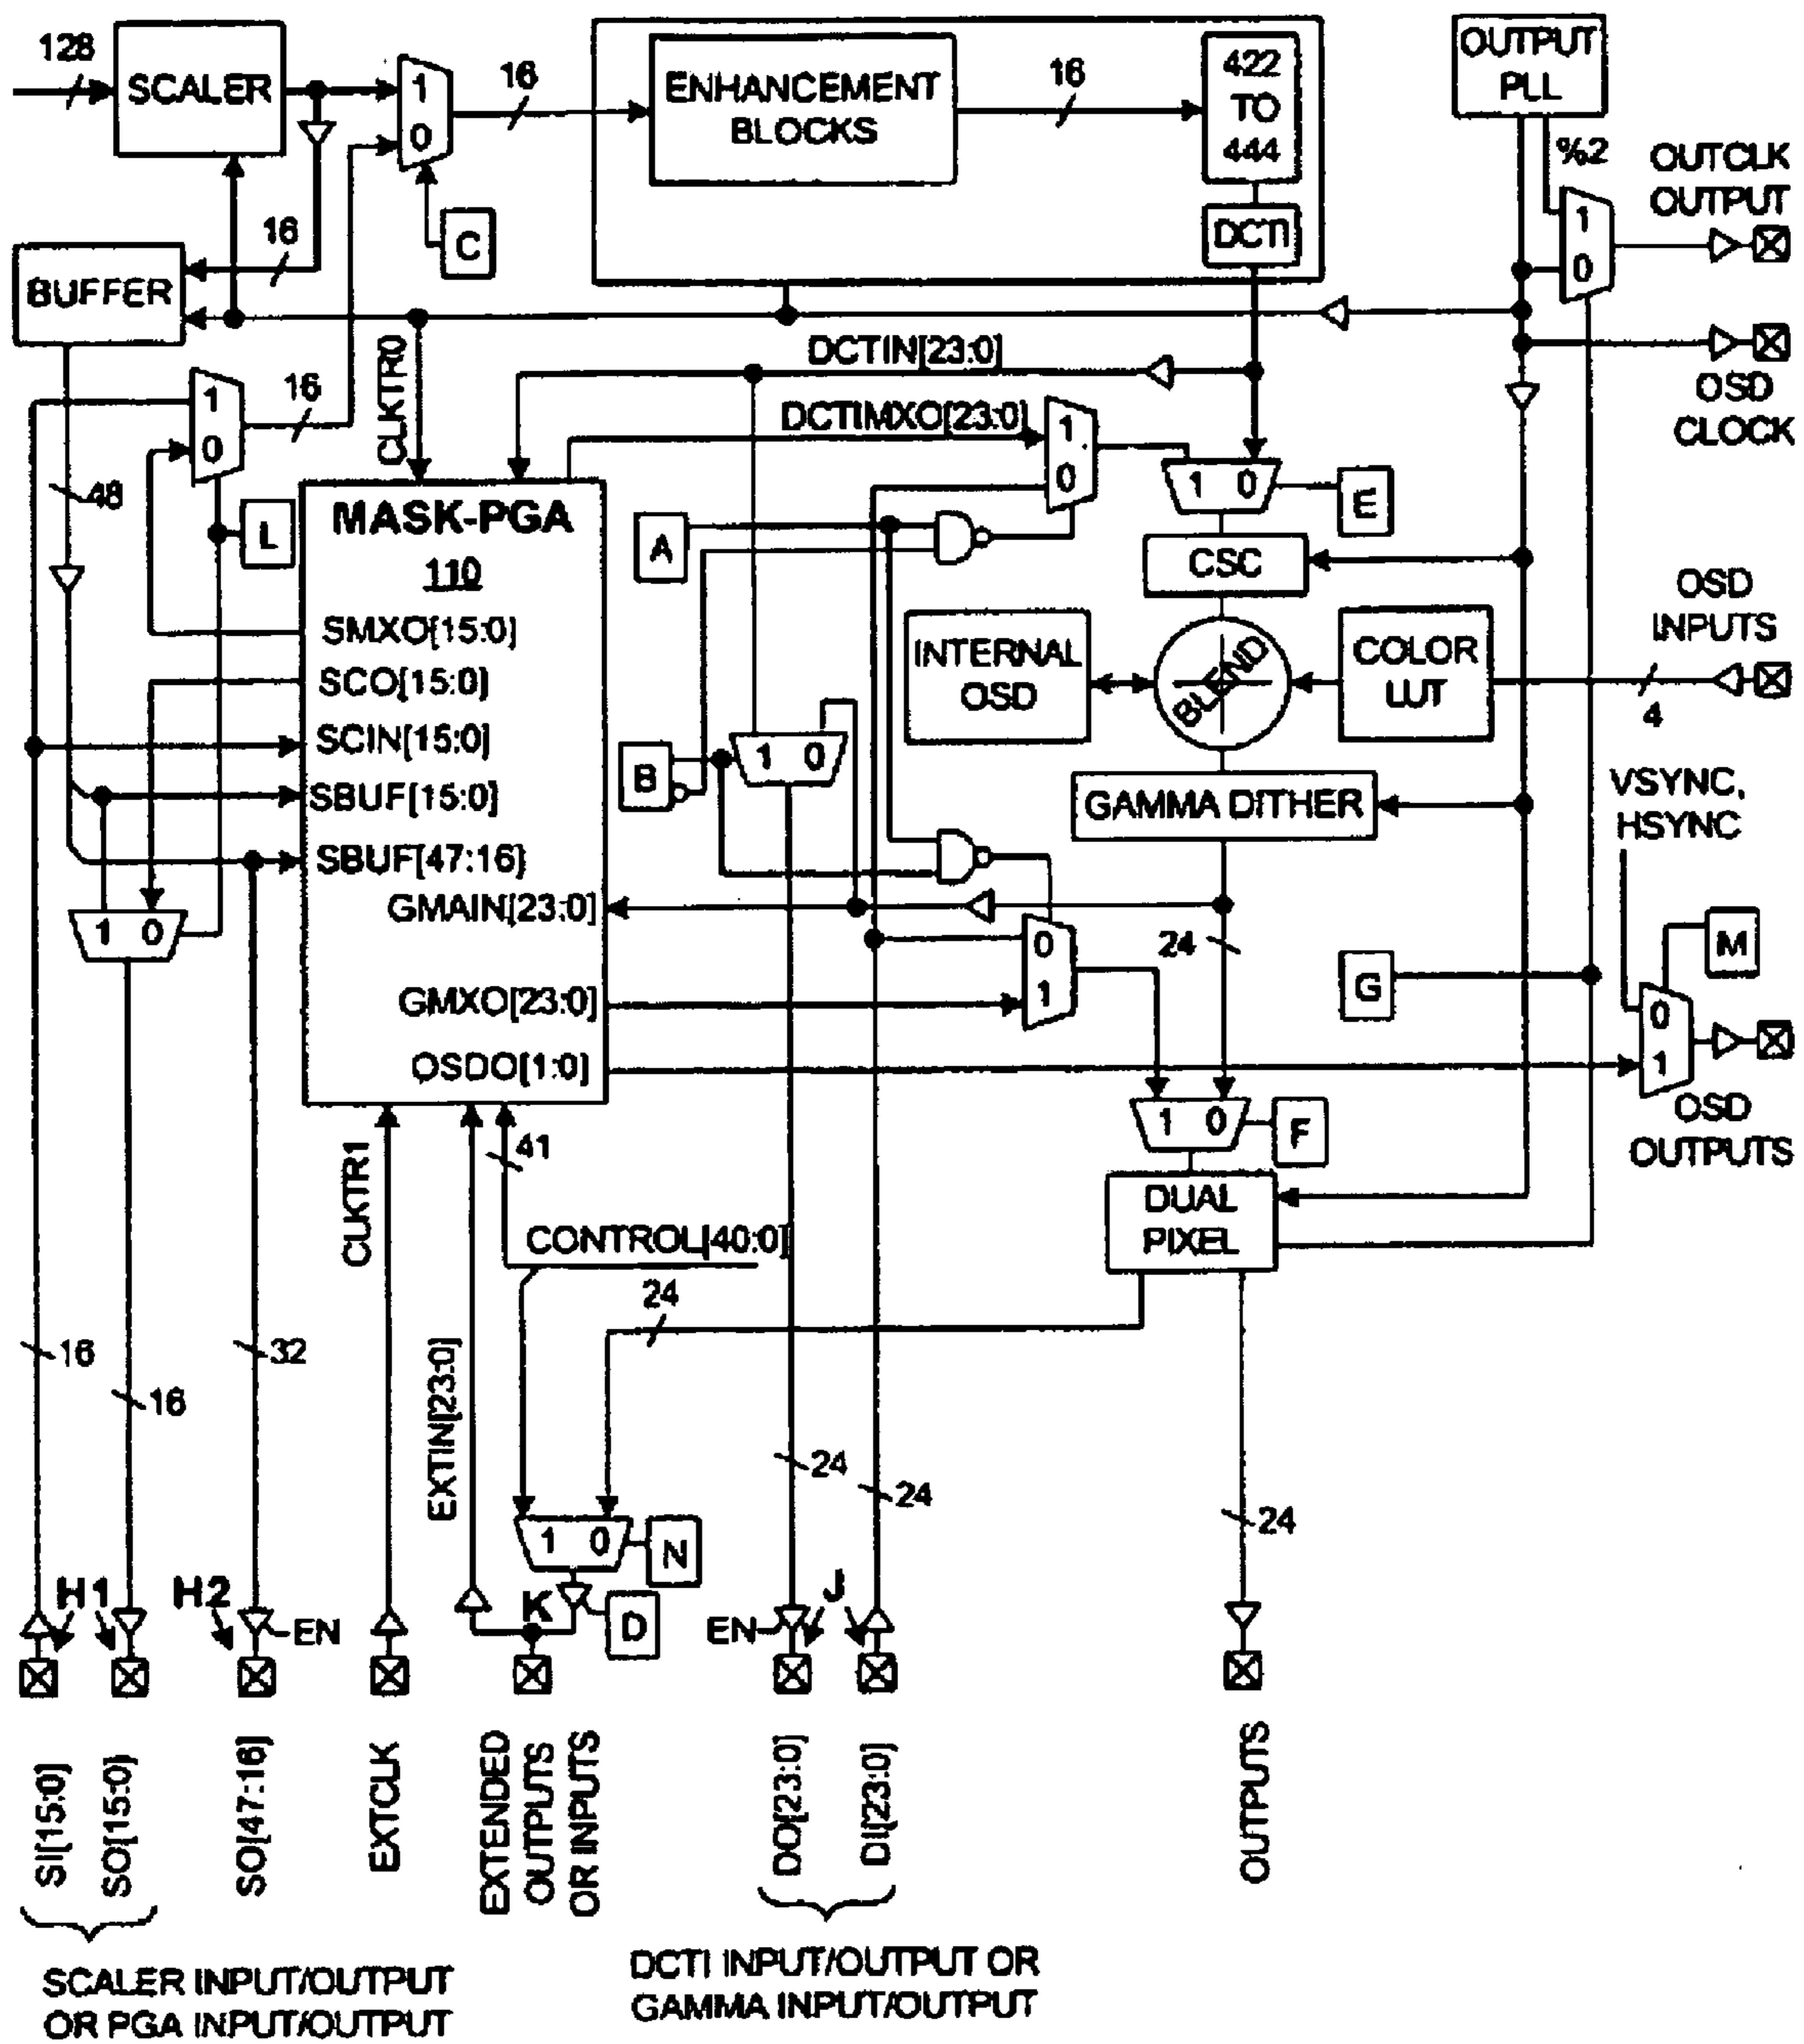 128
SCALER
1
0
16
ENHANCEMENT
BLOCKS
16
422
TO
444
DCTI
OUTPUT
PLL
%2
OUTCLK
OUTPUT
1
0
C
16
BUFFER
CLKTR0
DCTIN[23:0]
DCTIMXO[23:0]
OSD
CLOCK
1
0
16
48
L
1
0
1 0
E
A
CSC
MASK-PGA
110
SMXO[15:0]
SCO[15:0]
SCIN[15:0]
SBUF[15:0]
SBUF[47:16]
GMAIN[23:0]
GMXO[23:0]
OSDO[1:0]
INTERNAL
OSD
BLEND
COLOR
LUT
OSD
INPUTS
4
B
1 0
GAMMA DITHER
VSYNC,
HSYNC
1 0
0
1
24
G
M
0
1
OSD
OUTPUTS
1 0
F
CLKTR1
41
DUAL
PIXEL
CONTROL[40:0]
24
16
16
32
EXTIN[23:0]
24
24
24
1 0
N
H1
H2
EN
K
D
EN
J
SI[15:0]
SO[15:0]
SO[47:16]
EXTCLK
EXTENDED
OUTPUTS
OR INPUTS
DO[23:0]
DI[23:0]
OUTPUTS
SCALER INPUT/OUTPUT
OR PGA INPUT/OUTPUT
DCTI INPUT/OUTPUT OR
GAMMA INPUT/OUTPUT